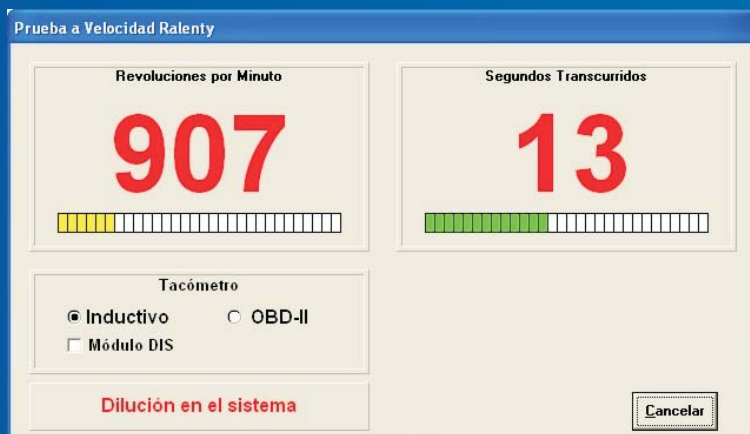 Prueba a Velocidad Ralenty
Revoluciones por Minuto
907
Segundos Transcurridos
13
Tacómetro
Inductivo
OBD-II
Módulo DIS
Dilución en el sistema
Cancelar